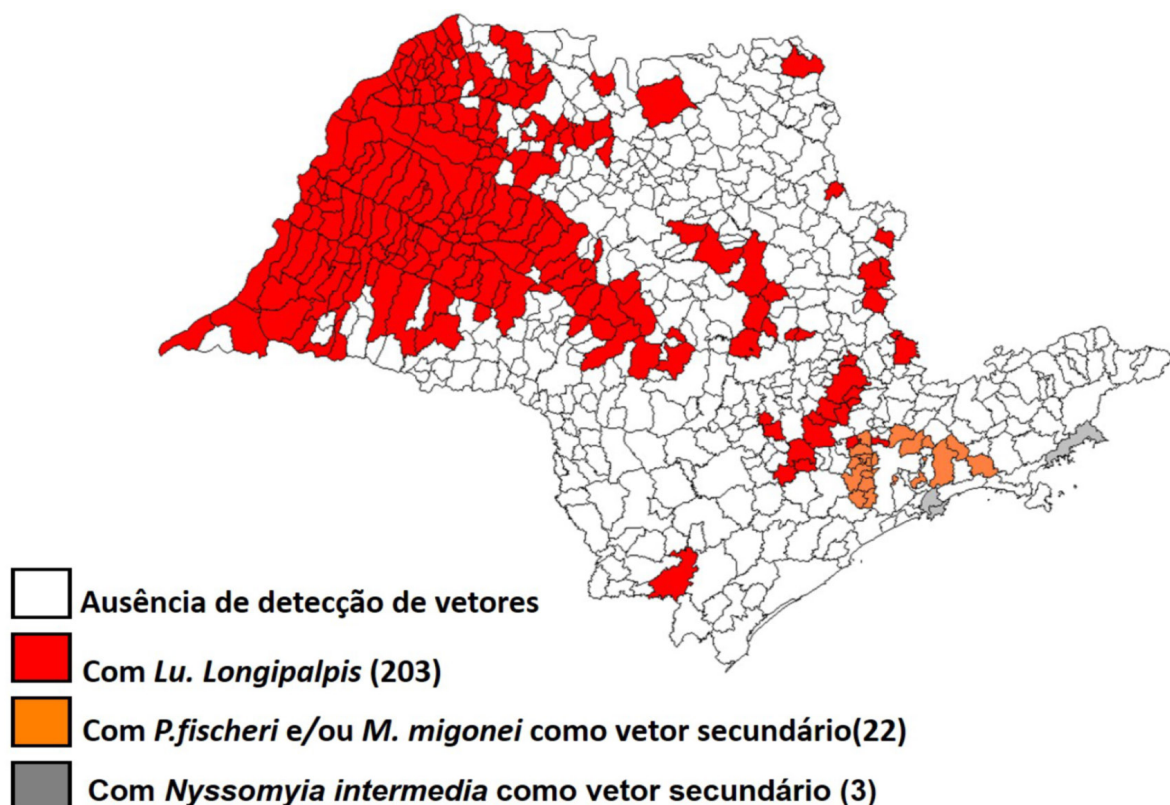 Ausência de detecção de vetores
Com Lu. Longipalpis (203)
Com P.fischeri e/ou M. migonei como vetor secundário(22)
Com Nyssomyia intermedia como vetor secundário (3)